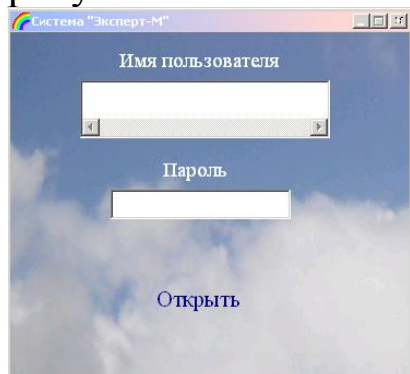 Система "Эксперт-М"
Имя пользователя
Пароль
Открыть